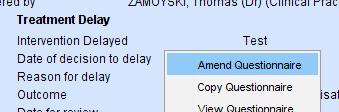 ered by ZAMOYSKI, Thomas (Dr) (Clinical Prac
Treatment Delay
Intervention Delayed Test
Date of decision to delay
Amend Questionnaire
Reason for delay
Copy Questionnaire
Outcome
View Questionnaire
Date for review